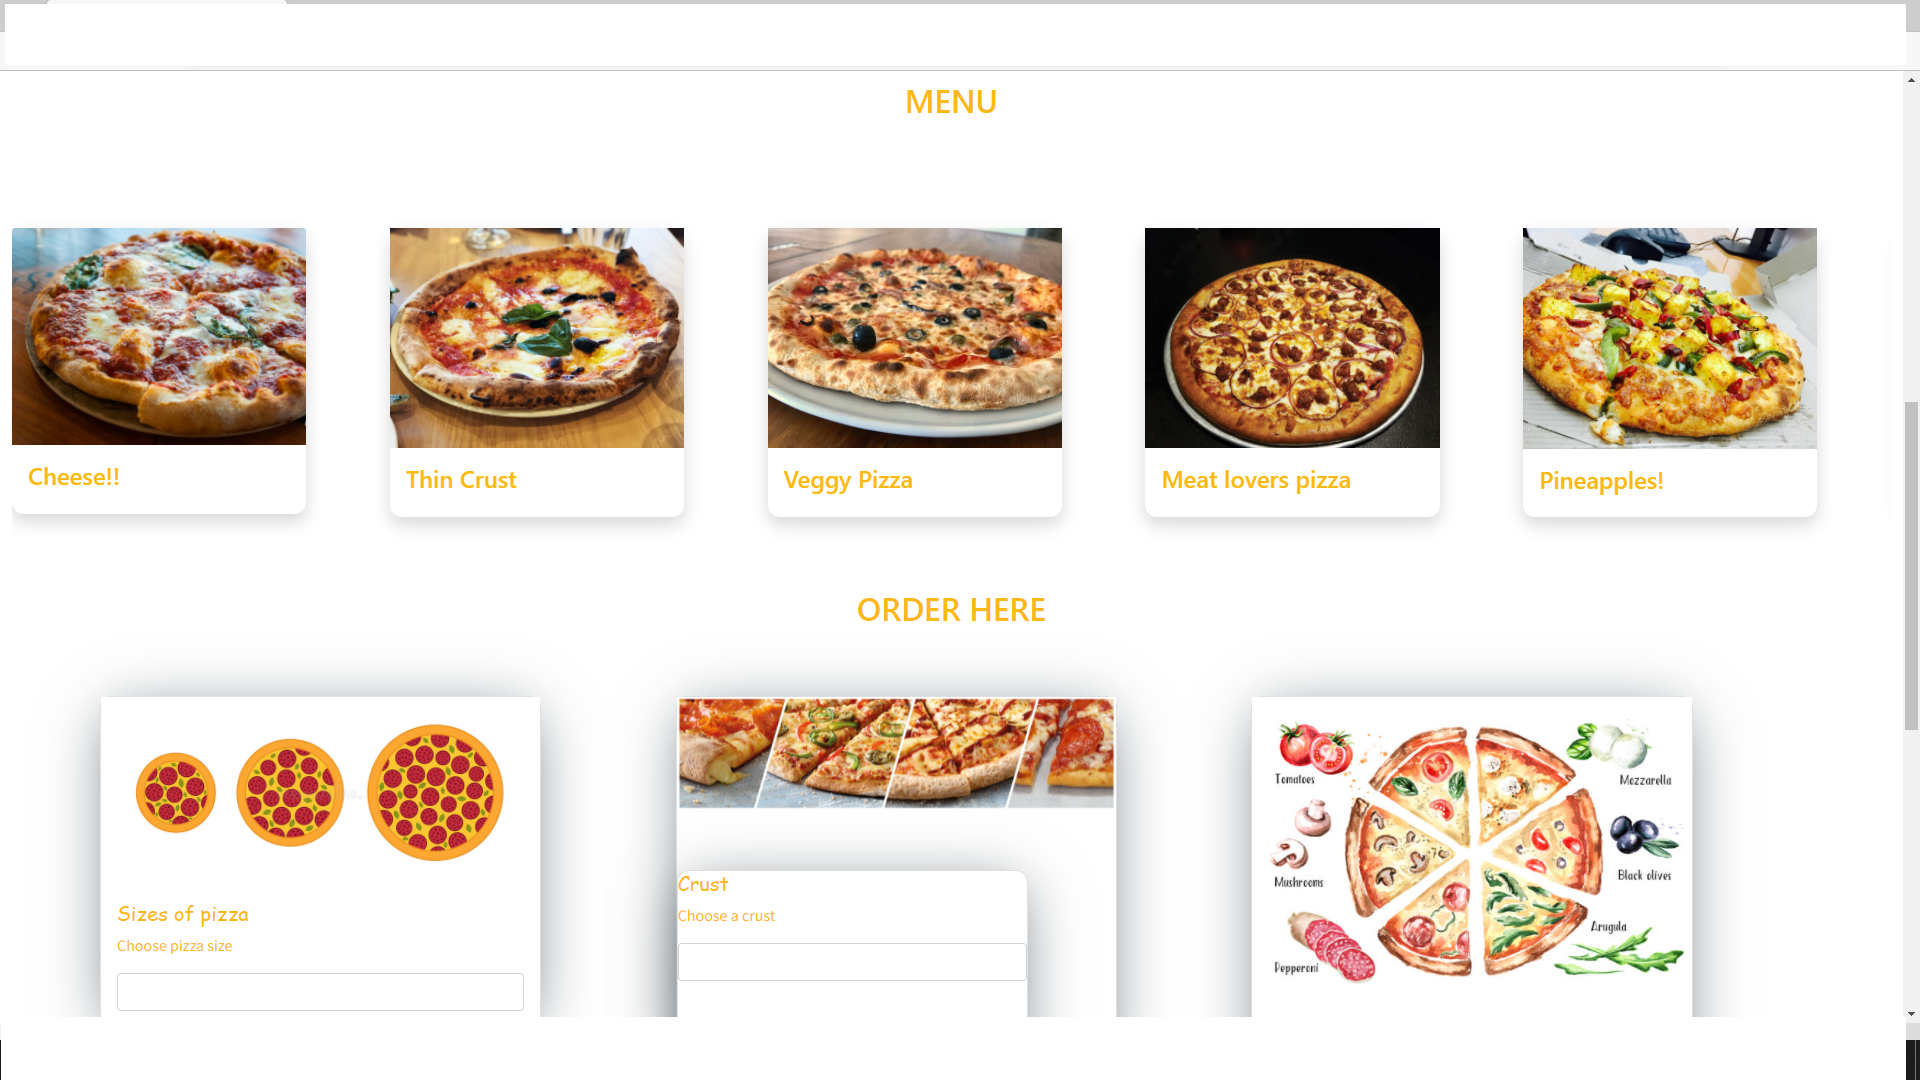 MENU
Cheese!!
Thin Crust
Veggy Pizza
Meat lovers pizza
Pineapples!
ORDER HERE
Sizes of pizza
Choose pizza size
Crust
Choose a crust
Tomatoes
Mozzarella
Mushrooms
Black olives
Arugula
Pepperoni